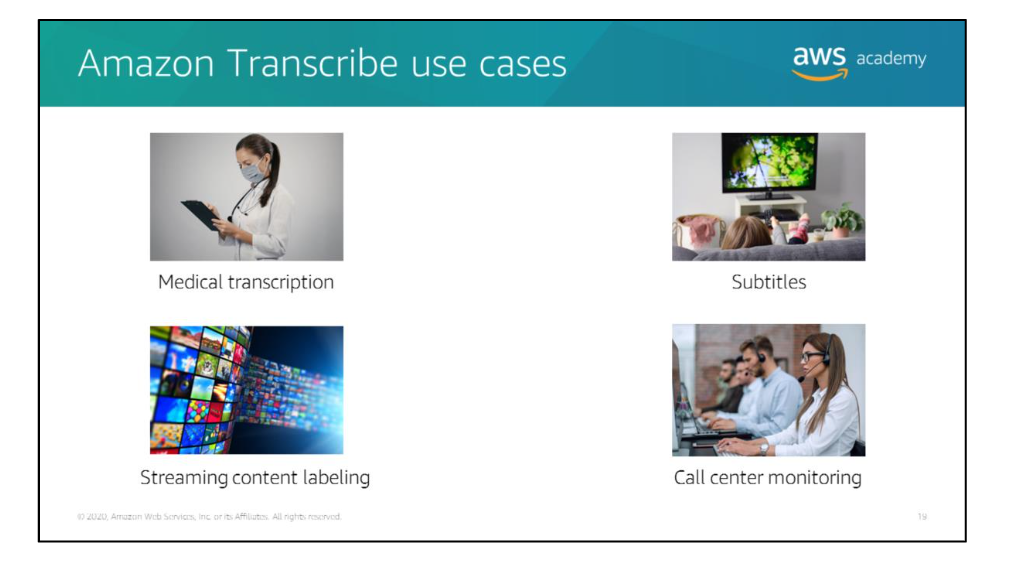 Amazon Transcribe use cases
aws academy
Medical transcription
Subtitles
Streaming content labeling
Call center monitoring
© 2020, Amazon Web Services, Inc. or its Affiliates. All rights reserved.
19